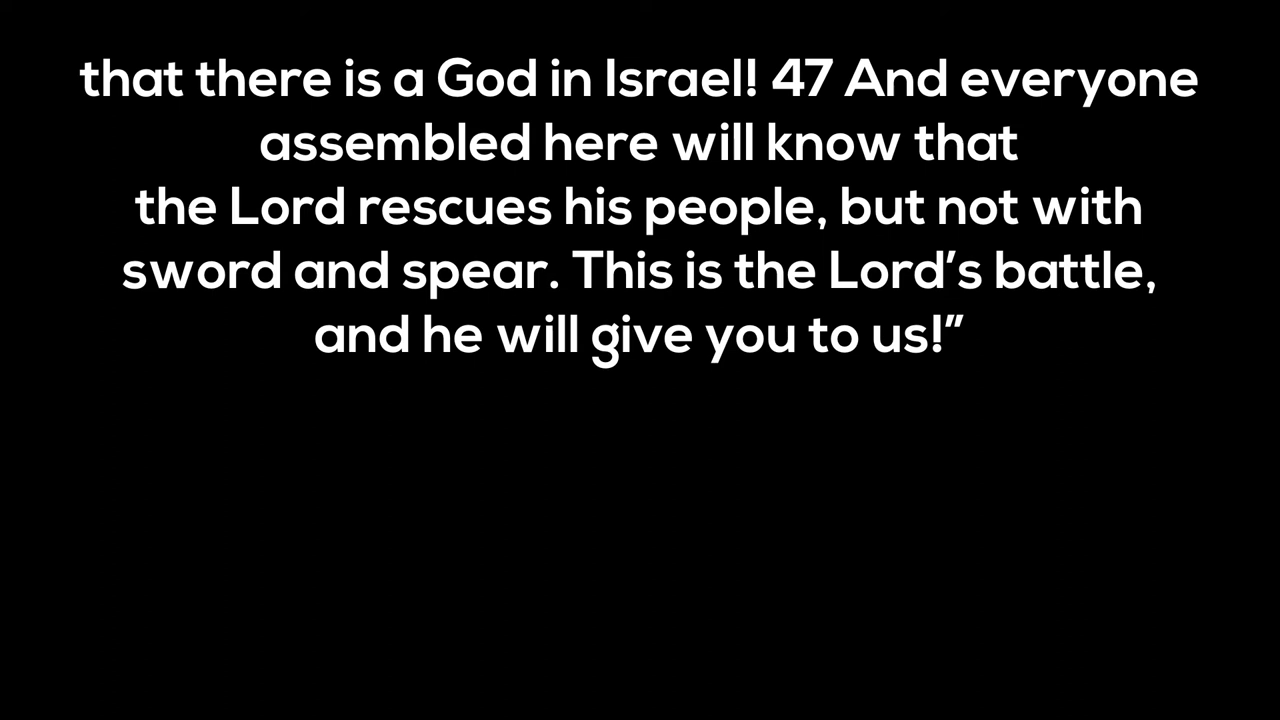 that there is a God in Israel! 47 And everyone
assembled here will know that
the Lord rescues his people, but not with
sword and spear. This is the Lord’s battle,
and he will give you to us!”